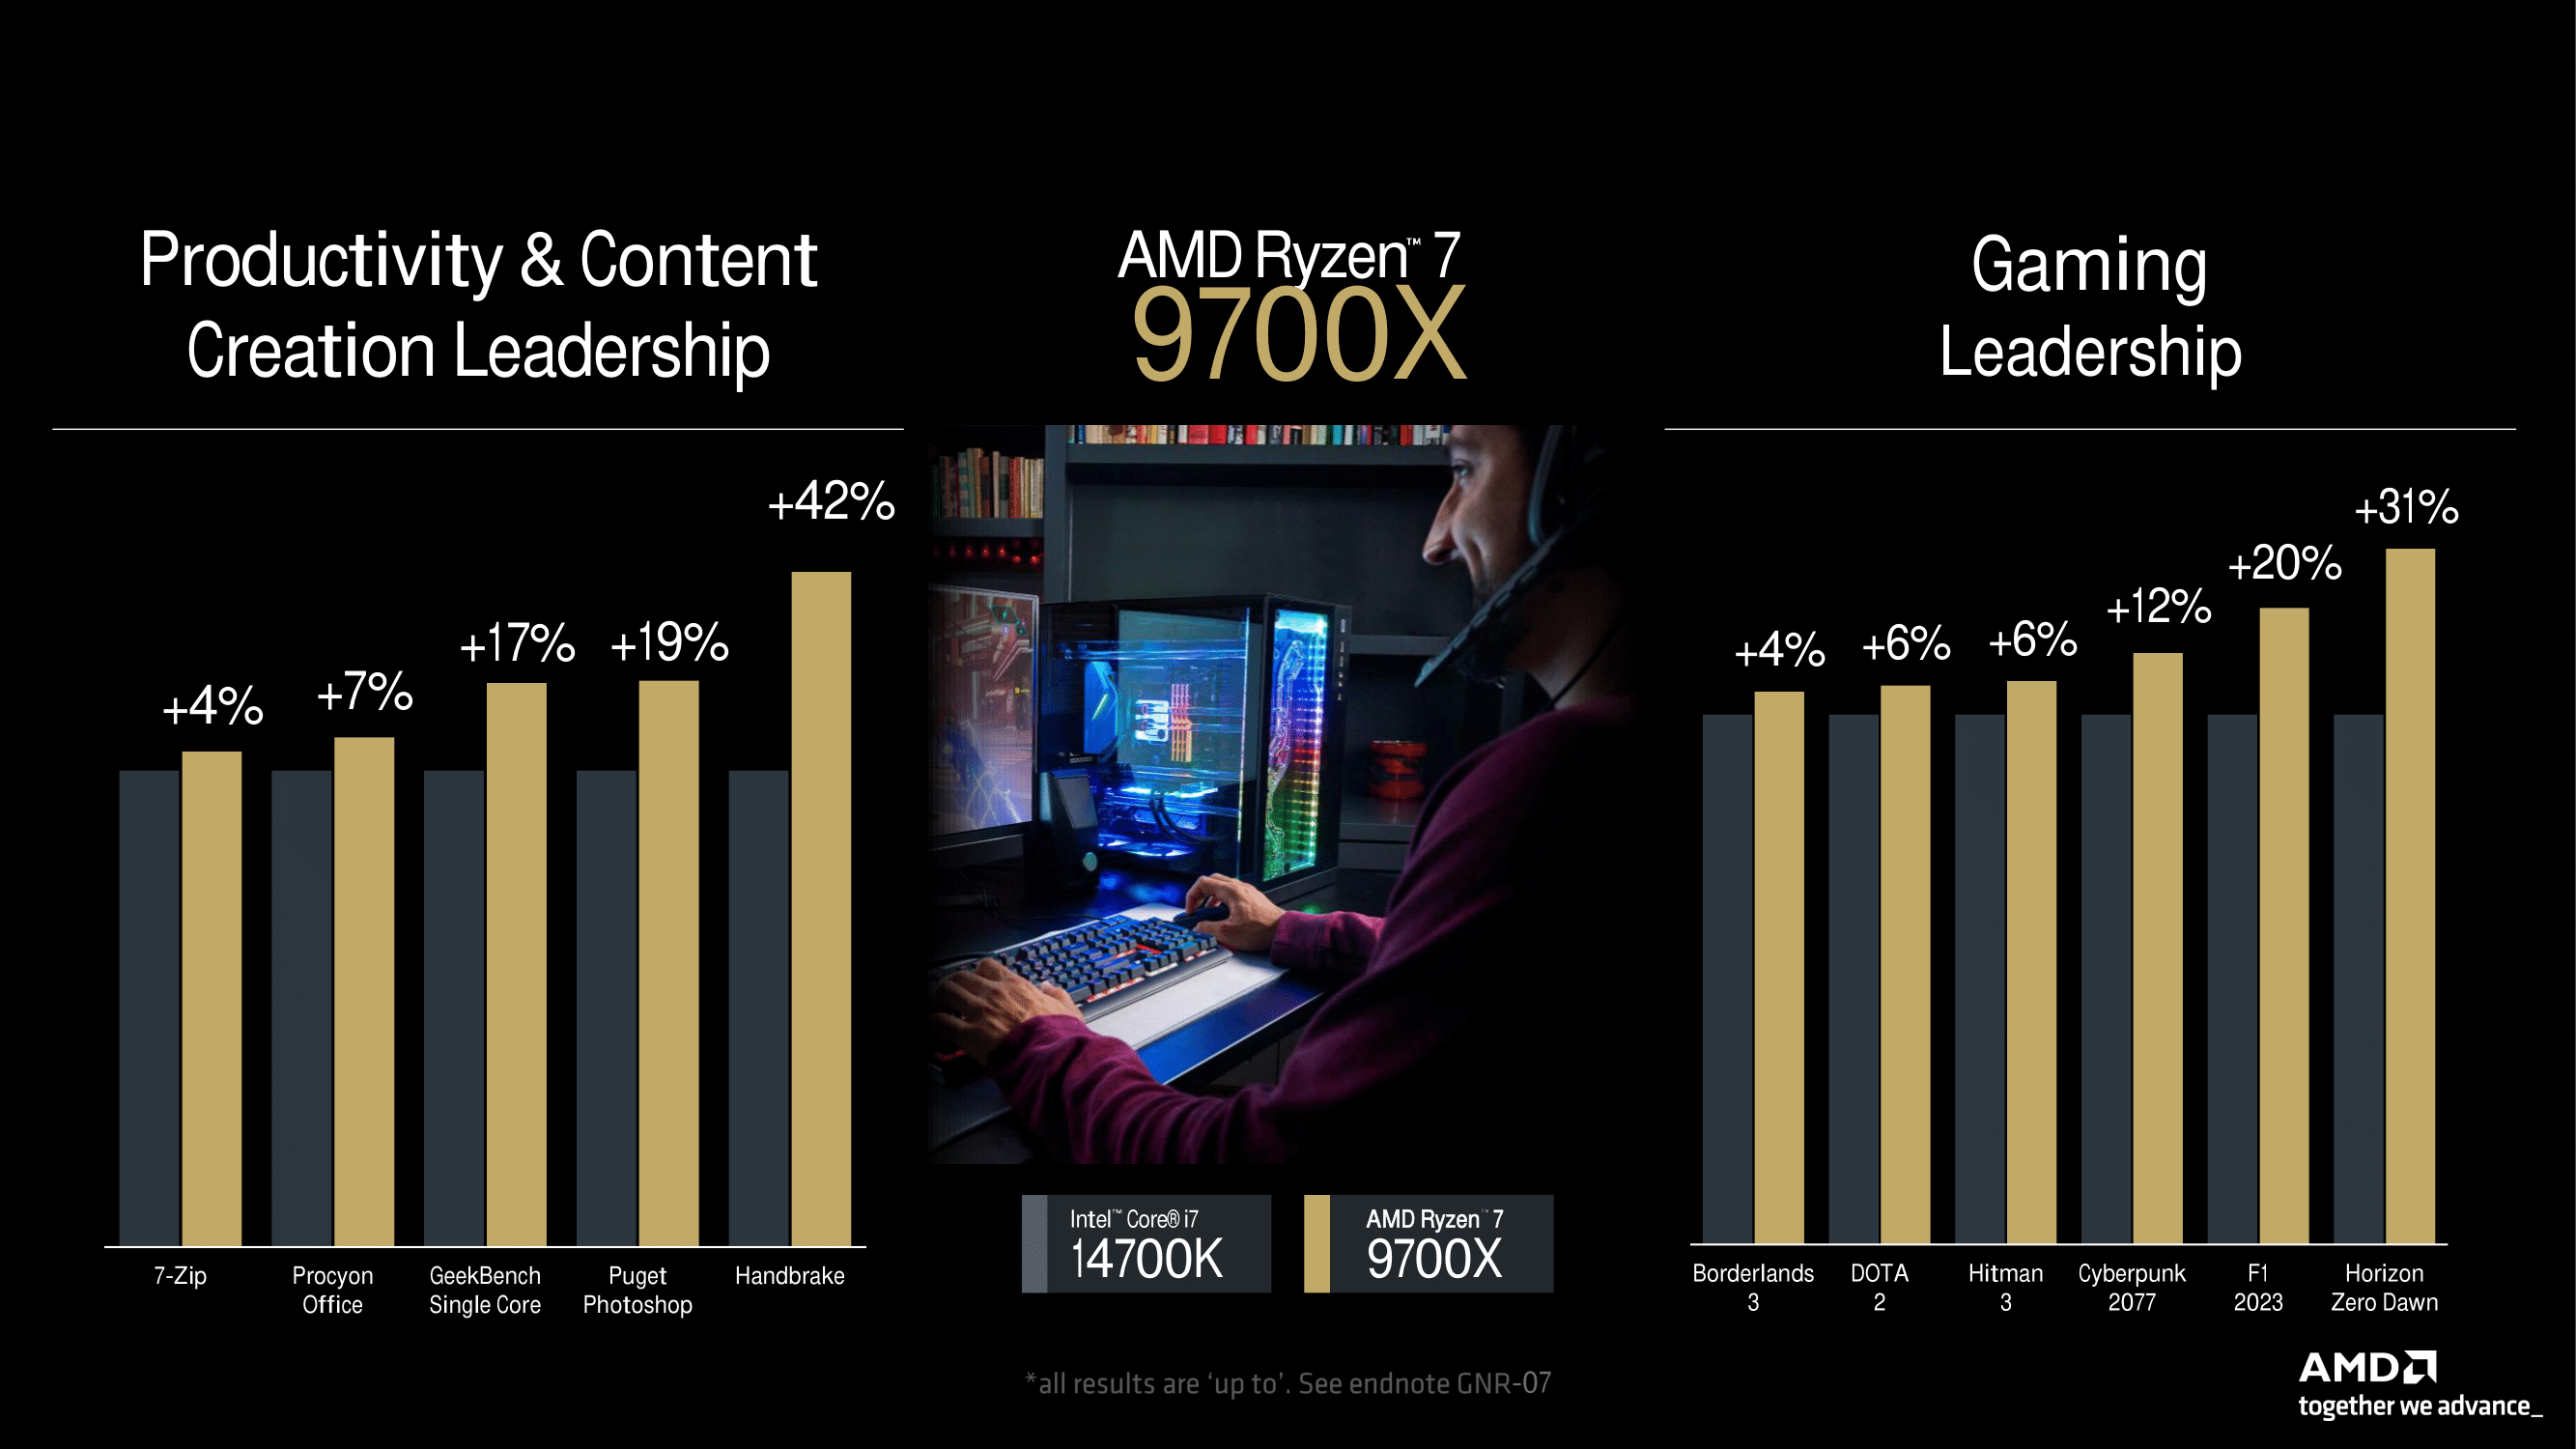 Productivity & Content
Creation Leadership
+4%
+7%
+17%
+19%
+42%
7-Zip
Procyon
Office
GeekBench
Single Core
Puget
Photoshop
Handbrake
AMD Ryzen™ 7
9700X
Intel™ Core® i7
14700K
AMD Ryzen™ 7
9700X
*all results are ‘up to’. See endnote GNR-07
Gaming
Leadership
+4%
+6%
+6%
+12%
+20%
+31%
Borderlands
3
DOTA
2
Hitman
3
Cyberpunk
2077
F1
2023
Horizon
Zero Dawn
AMD
together we advance_